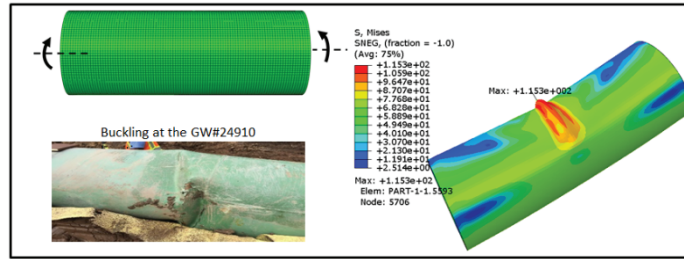 Buckling at the GW#24910
S, Mises
SNEG, (fraction = -1.0)
(Avg: 75%)
+1.153e+02
+1.059e+02
+9.647e+01
+8.707e+01
+7.768e+01
+6.828e+01
+5.889e+01
+4.949e+01
+4.010e+01
+3.070e+01
+2.130e+01
+1.191e+01
+2.514e+00
Max: +1.153e+02
Elem: PART-1-1.5593
Node: 5706
Max: +1.153e+002